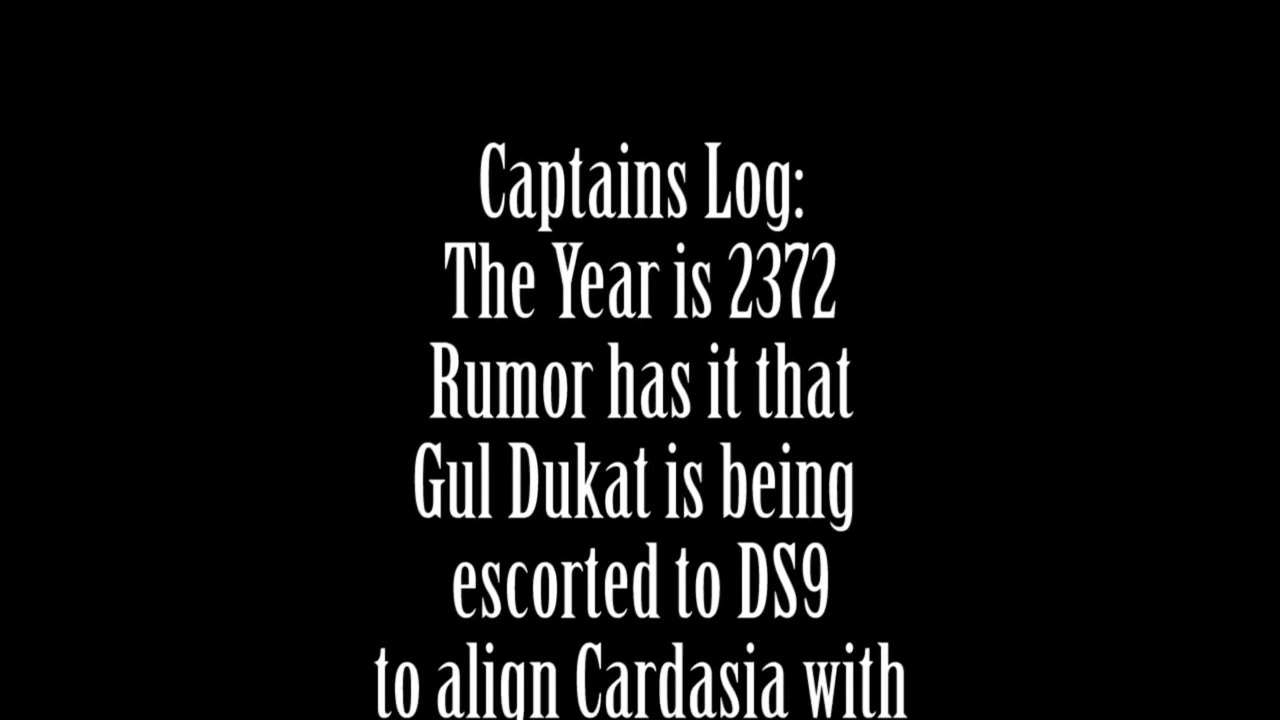 Captains Log:
The Year is 2372
Rumor has it that
Gul Dukat is being
escorted to DS9
to align Cardasia with